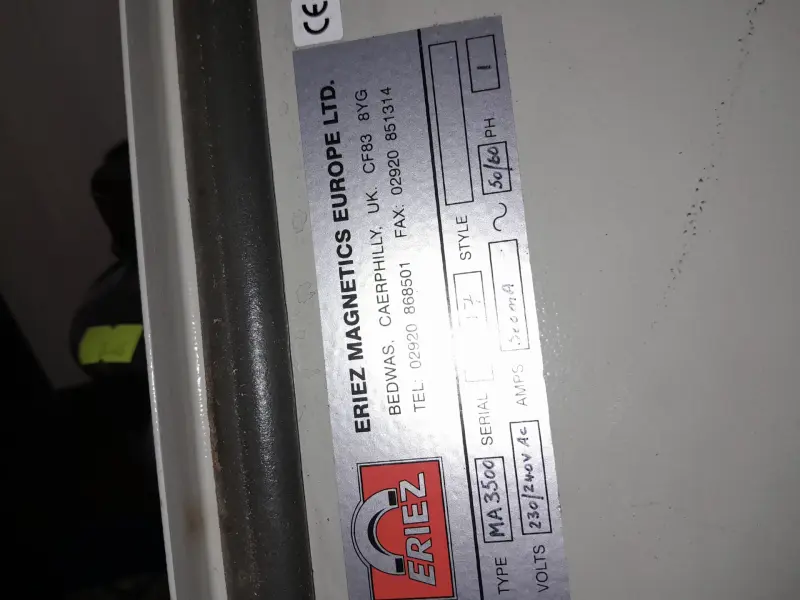 CE
ERIEZ MAGNETICS EUROPE LTD.
BEDWAS, CAERPHILLY, UK. CF83 8YG
TEL: 02920 868501 FAX: 02920 851314
ERIEZ
TYPE MA3500 SERIAL 17 STYLE
VOLTS 230/240V AC AMPS ~ 50/60 PH. 1